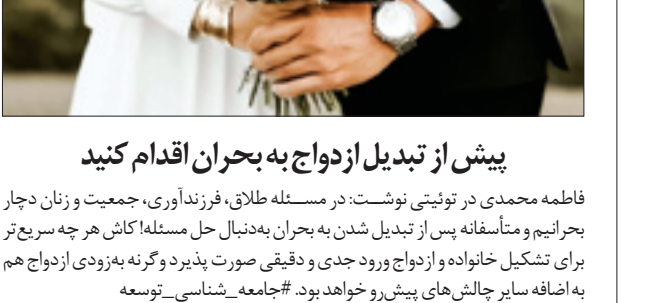 پیش از تبدیل ازدواج به بحران اقدام کنید
فاطمه محمدی در توئیتی نوشت: در مسئله طلاق، فرزندآوری، جمعیت و زنان دچار
بحرانیم و متأسفانه پس از تبدیل شدن به بحران به‌دنبال حل مسئله! کاش هر چه سریع‌تر
برای تشکیل خانواده و ازدواج ورود جدی و دقیقی صورت پذیرد وگرنه به‌زودی ازدواج هم
به اضافه سایر چالش‌های پیش‌رو خواهد بود. #جامعه_شناسی_توسعه